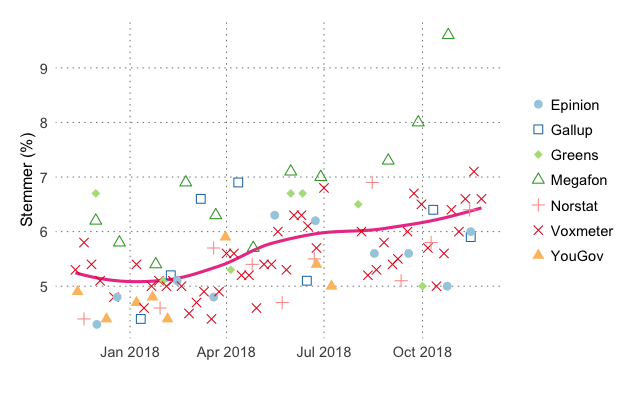 Stemmer (%)
9
8
7
6
5
Jan 2018
Apr 2018
Jul 2018
Oct 2018
Epinion
Gallup
Greens
Megafon
Norstat
Voxmeter
YouGov